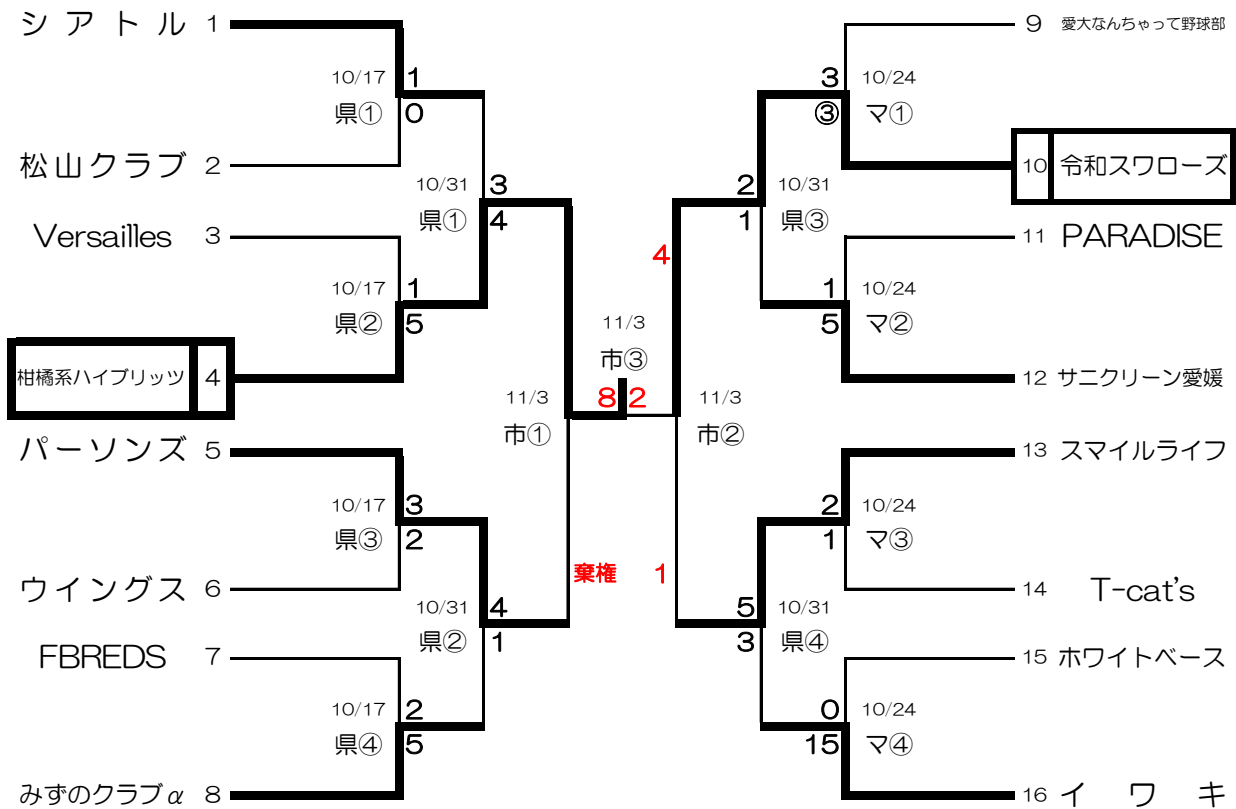 シアトル 1
10/17 1
県① 0
松山クラブ 2
10/31 3
県① 4
Versailles 3
10/17 1
県② 5
柑橘系ハイブリッツ 4
11/3
市①
パーソンズ 5
10/17 3
県③ 2
ウイングス 6
10/31 4
県② 1
FBREDS 7
10/17 2
県④ 5
みずのクラブα 8
棄権
11/3
市③
8 2
9 愛大なんちゃって野球部
3 10/24
③ マ①
10 令和スワローズ
2 10/31
1 県③
11 PARADISE
1 10/24
5 マ②
12 サニクリーン愛媛
4
11/3
市②
1
13 スマイルライフ
2 10/24
1 マ③
14 T-cat's
5 10/31
3 県④
15 ホワイトベース
0 10/24
15 マ④
16 イワキ